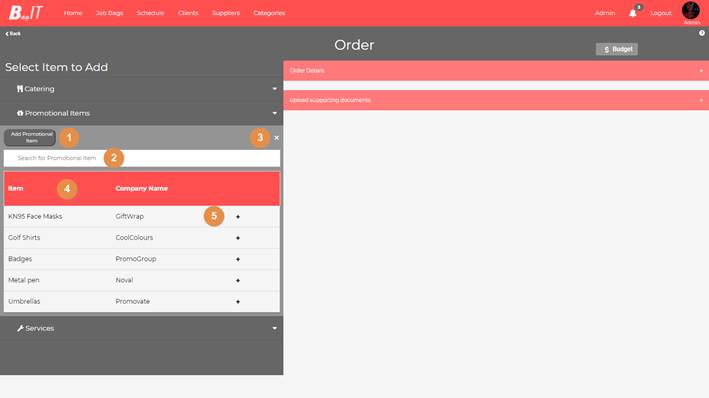 BagIT
Home Job Bags Schedule Clients Suppliers Categories Admin 3 Logout
Admin
Back
Order
$ Budget
Select Item to Add
Order Details +
Catering
Upload supporting documents +
Promotional Items
Add Promotional Item 1 3 ×
Search for Promotional Item 2
Item 4 Company Name
KN95 Face Masks GiftWrap 5 +
Golf Shirts CoolColours +
Badges PromoGroup +
Metal pen Noval +
Umbrellas Promovate +
Services